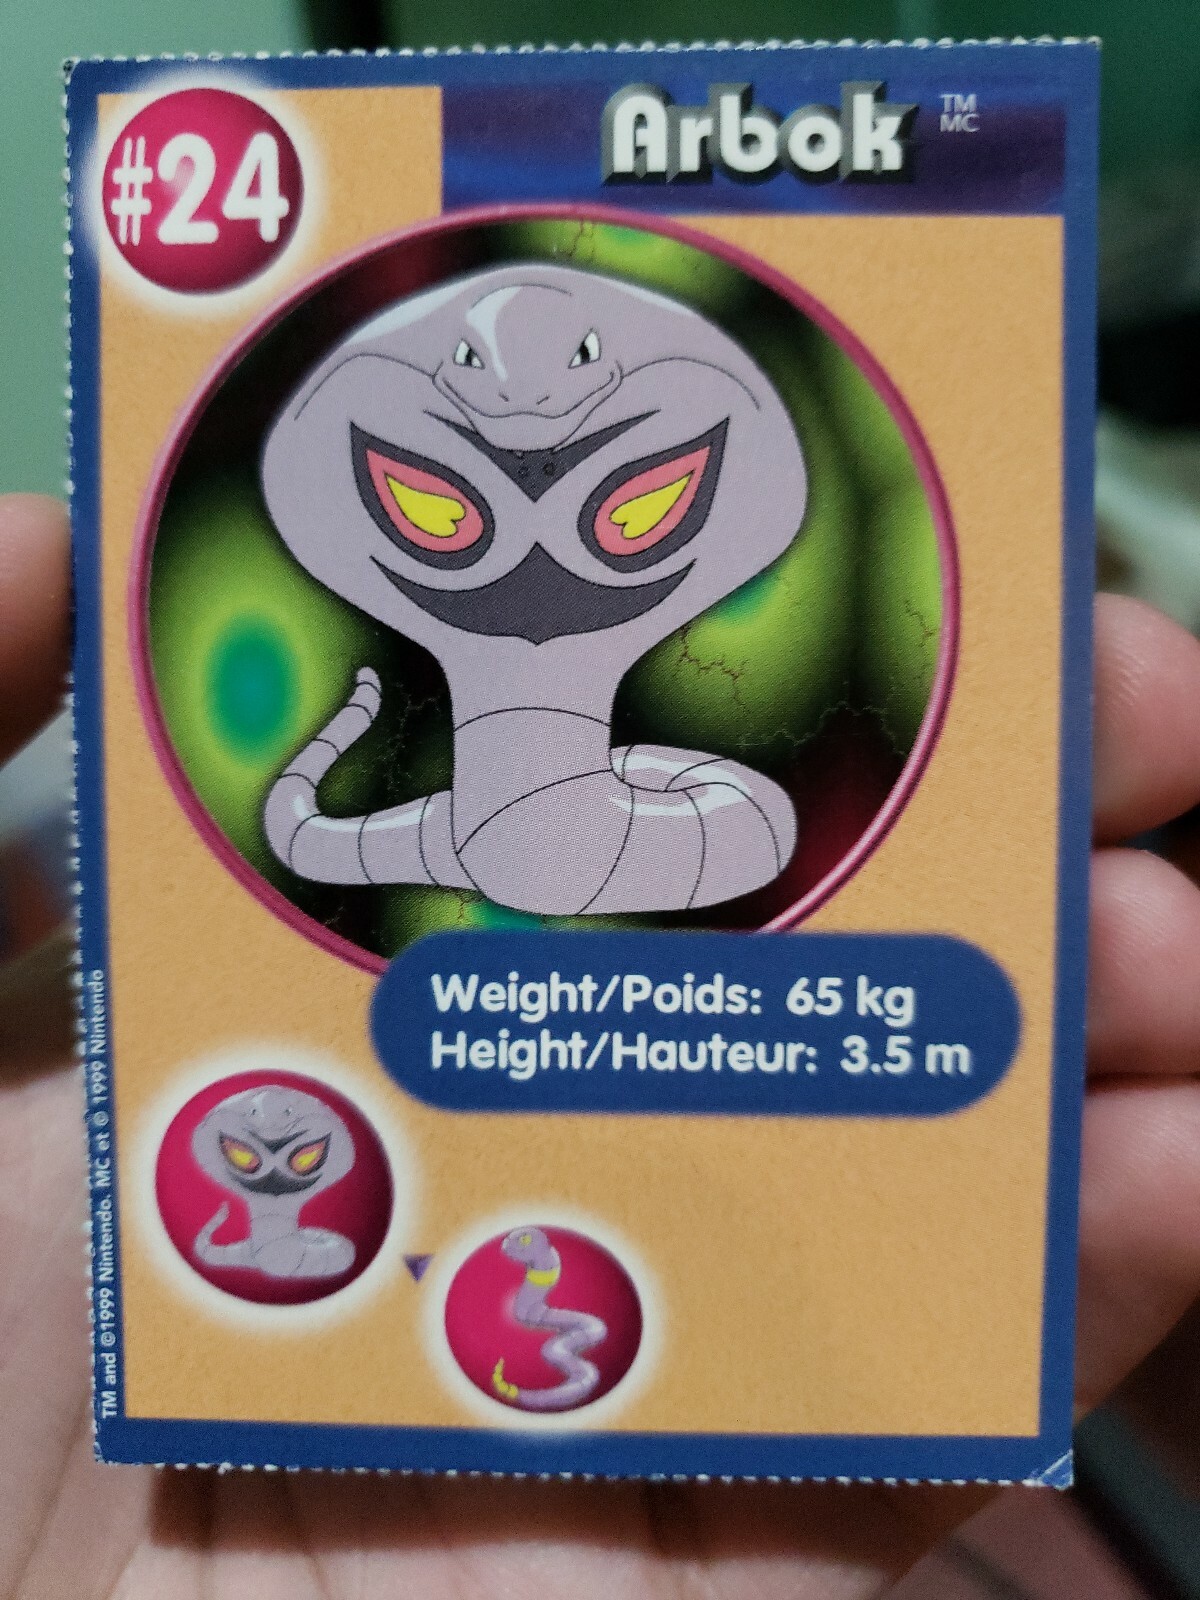 #24
Arbok
TM
MC
Weight/Poids: 65 kg
Height/Hauteur: 3.5 m
TM and ©1999 Nintendo. MC et © 1999 Nintendo